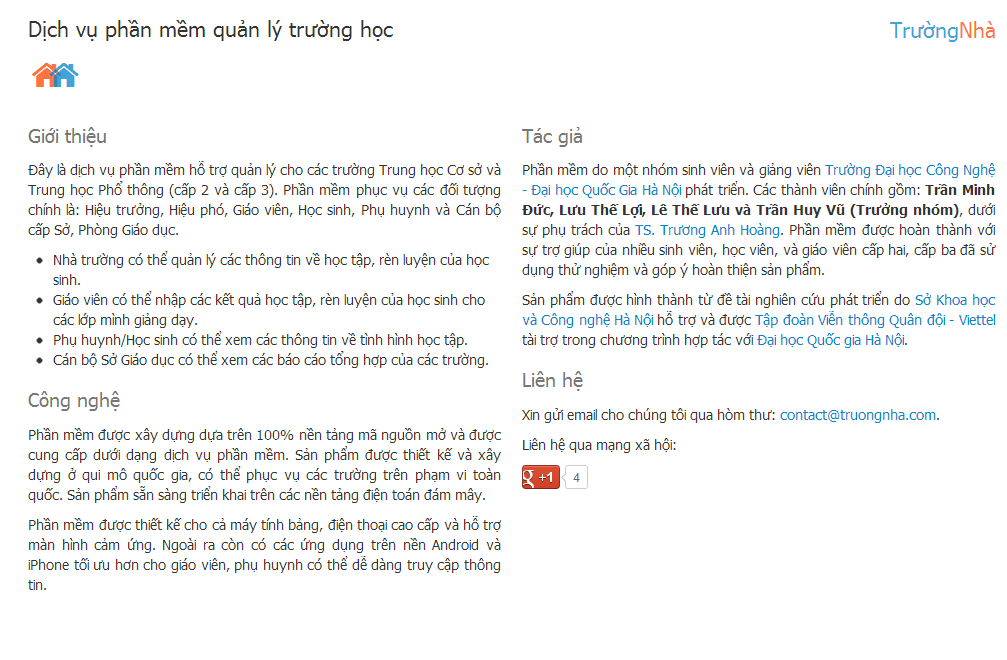 Dịch vụ phần mềm quản lý trường học
TrườngNhà
Giới thiệu
Đây là dịch vụ phần mềm hỗ trợ quản lý cho các trường Trung học Cơ sở và
Trung học Phổ thông (cấp 2 và cấp 3). Phần mềm phục vụ các đối tượng
chính là: Hiệu trưởng, Hiệu phó, Giáo viên, Học sinh, Phụ huynh và Cán bộ
cấp Sở, Phòng Giáo dục.
• Nhà trường có thể quản lý các thông tin về học tập, rèn luyện của học
sinh.
• Giáo viên có thể nhập các kết quả học tập, rèn luyện của học sinh cho
các lớp mình giảng dạy.
• Phụ huynh/Học sinh có thể xem các thông tin về tình hình học tập.
• Cán bộ Sở Giáo dục có thể xem các báo cáo tổng hợp của các trường.
Công nghệ
Phần mềm được xây dựng dựa trên 100% nền tảng mã nguồn mở và được
cung cấp dưới dạng dịch vụ phần mềm. Sản phẩm được thiết kế và xây
dựng ở qui mô quốc gia, có thể phục vụ các trường trên phạm vi toàn
quốc. Sản phẩm sẵn sàng triển khai trên các nền tảng điện toán đám mây.
Phần mềm được thiết kế cho cả máy tính bảng, điện thoại cao cấp và hỗ trợ
màn hình cảm ứng. Ngoài ra còn có các ứng dụng trên nền Android và
iPhone tối ưu hơn cho giáo viên, phụ huynh có thể dễ dàng truy cập thông
tin.
Tác giả
Phần mềm do một nhóm sinh viên và giảng viên Trường Đại học Công Nghệ
- Đại học Quốc Gia Hà Nội phát triển. Các thành viên chính gồm: Trần Minh
Đức, Lưu Thế Lợi, Lê Thế Lưu và Trần Huy Vũ (Trưởng nhóm), dưới
sự phụ trách của TS. Trương Anh Hoàng. Phần mềm được hoàn thành với
sự trợ giúp của nhiều sinh viên, học viên, và giáo viên cấp hai, cấp ba đã sử
dụng thử nghiệm và góp ý hoàn thiện sản phẩm.
Sản phẩm được hình thành từ đề tài nghiên cứu phát triển do Sở Khoa học
và Công nghệ Hà Nội hỗ trợ và được Tập đoàn Viễn thông Quân đội - Viettel
tài trợ trong chương trình hợp tác với Đại học Quốc gia Hà Nội.
Liên hệ
Xin gửi email cho chúng tôi qua hòm thư: contact@truongnha.com.
Liên hệ qua mạng xã hội:
g +1 4